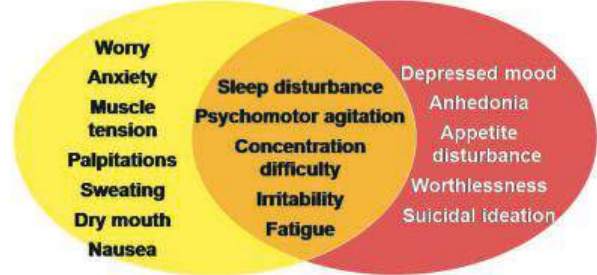 Worry
Anxiety
Muscle
tension
Palpitations
Sweating
Dry mouth
Nausea
Sleep disturbance
Psychomotor agitation
Concentration
difficulty
Irritability
Fatigue
Depressed mood
Anhedonia
Appetite
disturbance
Worthlessness
Suicidal ideation